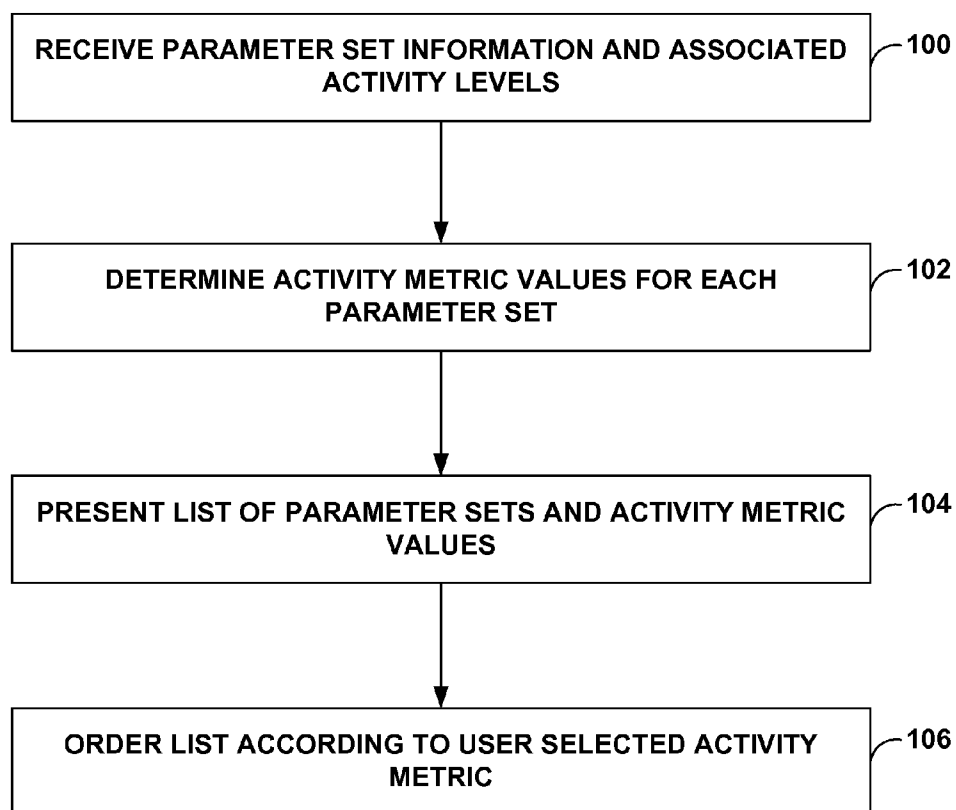 RECEIVE PARAMETER SET INFORMATION AND ASSOCIATED
ACTIVITY LEVELS
100
DETERMINE ACTIVITY METRIC VALUES FOR EACH
PARAMETER SET
102
PRESENT LIST OF PARAMETER SETS AND ACTIVITY METRIC
VALUES
104
ORDER LIST ACCORDING TO USER SELECTED ACTIVITY
METRIC
106